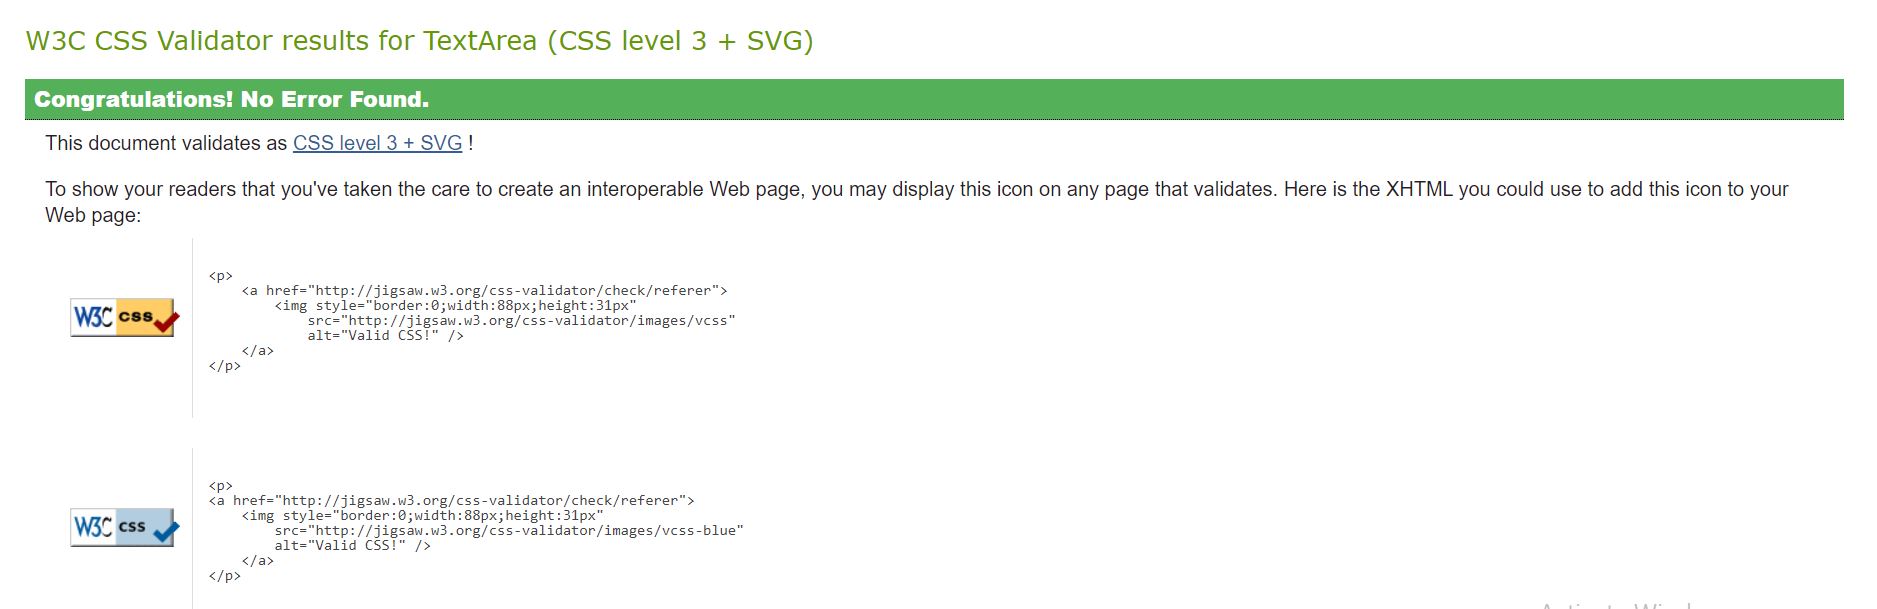 W3C CSS Validator results for TextArea (CSS level 3 + SVG)
Congratulations! No Error Found.
This document validates as CSS level 3 + SVG !
To show your readers that you've taken the care to create an interoperable Web page, you may display this icon on any page that validates. Here is the XHTML you could use to add this icon to your
Web page:
W3C css
<p>
<a href="http://jigsaw.w3.org/css-validator/check/referer">
<img style="border:0;width:88px;height:31px"
src="http://jigsaw.w3.org/css-validator/images/vcss"
alt="Valid CSS!" />
</a>
</p>
W3C css
<p>
<a href="http://jigsaw.w3.org/css-validator/check/referer">
<img style="border:0;width:88px;height:31px"
src="http://jigsaw.w3.org/css-validator/images/vcss-blue"
alt="Valid CSS!" />
</a>
</p>